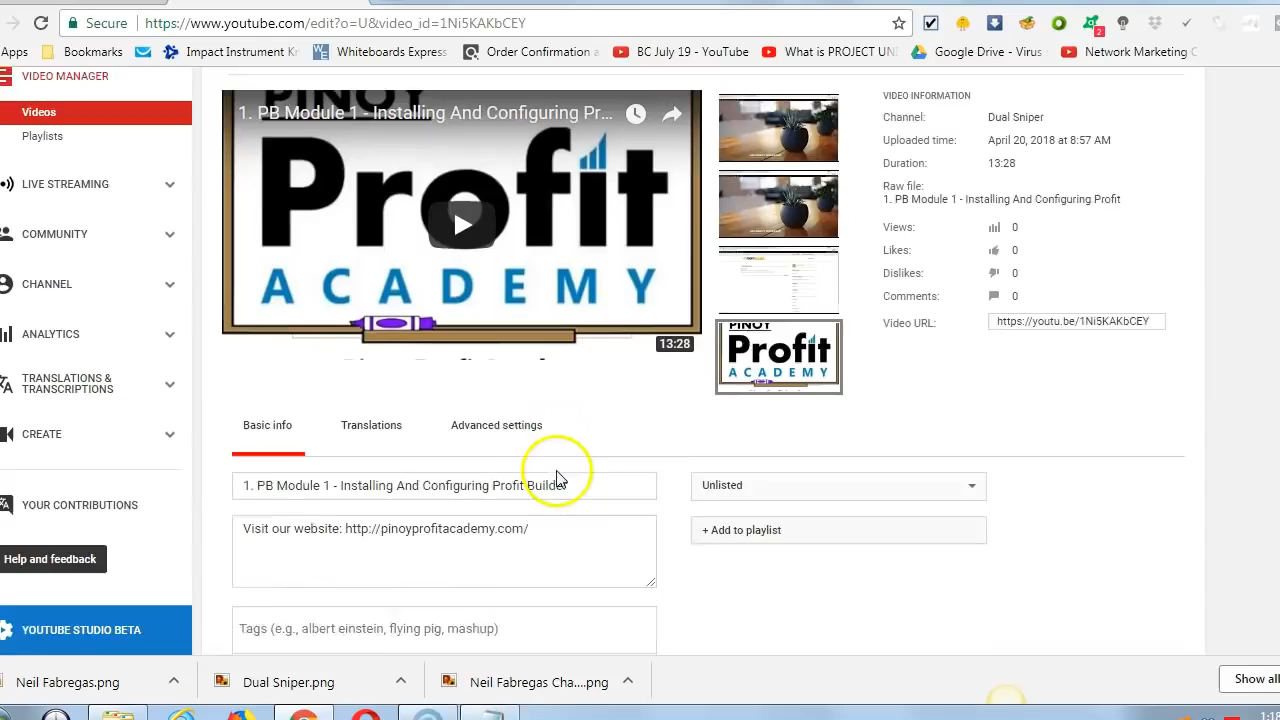 Secure
https://www.youtube.com/edit?o=U&video_id=1Ni5KAKbCEY
2
Apps
Bookmarks
Impact Instrument
Whiteboards Express
Order Confirmation
BC July 19 - YouTube
What is PROJECT UNI
Google Drive - Virus
Network Marketing
VIDEO MANAGER
Videos
Playlists
LIVE STREAMING
COMMUNITY
CHANNEL
ANALYTICS
TRANSLATIONS &
TRANSCRIPTIONS
CREATE
YOUR CONTRIBUTIONS
Help and feedback
YOUTUBE STUDIO BETA
1. PB Module 1 - Installing And Configuring Pr...
Profit
ACADEMY
13:28
PINOY
Profit
ACADEMY
VIDEO INFORMATION
Channel: Dual Sniper
Uploaded time: April 20, 2018 at 8:57 AM
Duration: 13:28
Raw file:
1. PB Module 1 - Installing And Configuring Profit
Views: 0
Likes: 0
Dislikes: 0
Comments: 0
Video URL: https://youtu.be/1Ni5KAKbCEY
Basic info
Translations
Advanced settings
1. PB Module 1 - Installing And Configuring Profit Builder
Unlisted
Visit our website: http://pinoyprofitacademy.com/
+ Add to playlist
Tags (e.g., albert einstein, flying pig, mashup)
Neil Fabregas.png
Dual Sniper.png
Neil Fabregas Cha....png
Show all